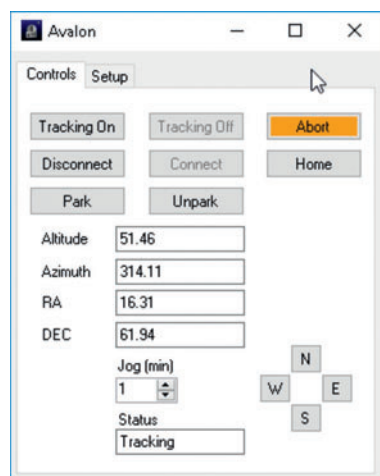 Avalon
Controls Setup
Tracking On Tracking Off Abort
Disconnect Connect Home
Park Unpark
Altitude 51.46
Azimuth 314.11
RA 16.31
DEC 61.94
Jog (min)
1
N
W E
S
Status
Tracking